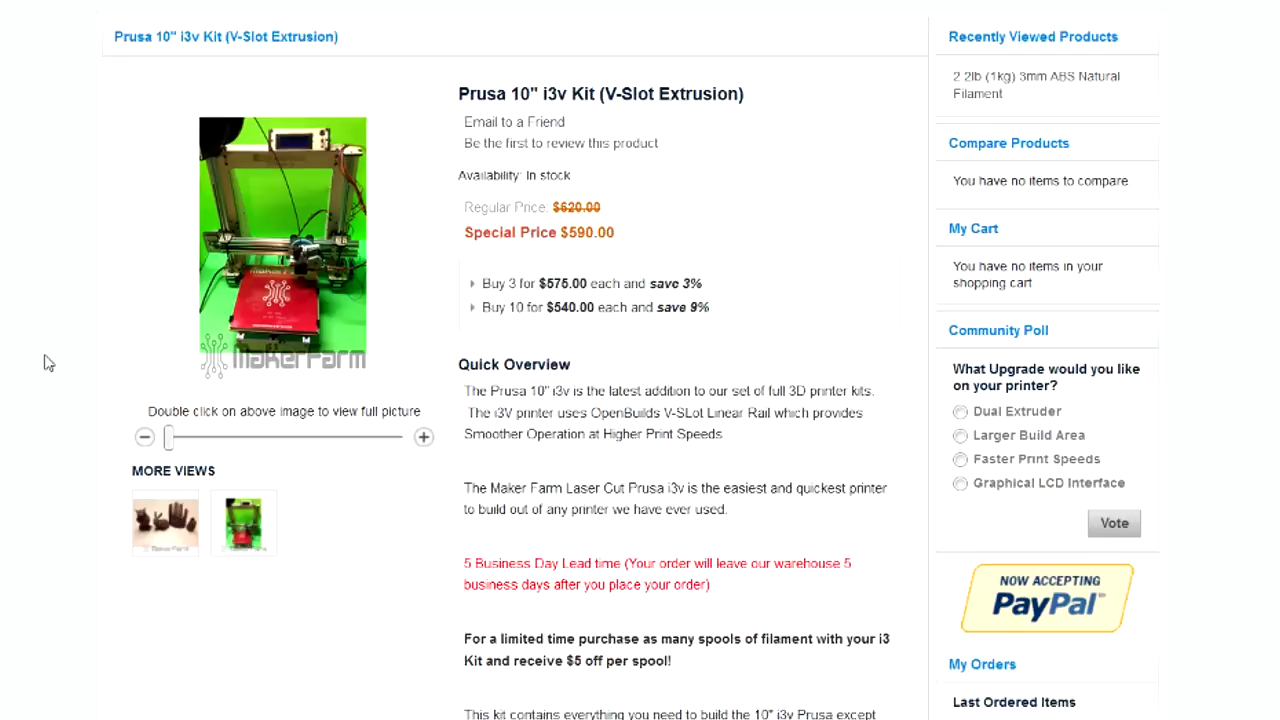 Prusa 10" i3v Kit (V-Slot Extrusion)
Prusa 10" i3v Kit (V-Slot Extrusion)
Email to a Friend
Be the first to review this product
Availability: In stock
Regular Price: $620.00
Special Price $590.00
Buy 3 for $575.00 each and save 3%
Buy 10 for $540.00 each and save 9%
MakerFarm
Double click on above image to view full picture
MORE VIEWS
Quick Overview
The Prusa 10" i3v is the latest addition to our set of full 3D printer kits.
The i3V printer uses OpenBuilds V-SLot Linear Rail which provides
Smoother Operation at Higher Print Speeds
The Maker Farm Laser Cut Prusa i3v is the easiest and quickest printer
to build out of any printer we have ever used.
5 Business Day Lead time (Your order will leave our warehouse 5
business days after you place your order)
For a limited time purchase as many spools of filament with your i3
Kit and receive $5 off per spool!
This kit contains everything you need to build the 10" i3v Prusa except
Recently Viewed Products
2 2lb (1kg) 3mm ABS Natural
Filament
Compare Products
You have no items to compare
My Cart
You have no items in your
shopping cart
Community Poll
What Upgrade would you like
on your printer?
Dual Extruder
Larger Build Area
Faster Print Speeds
Graphical LCD Interface
Vote
NOW ACCEPTING
PayPal
My Orders
Last Ordered Items